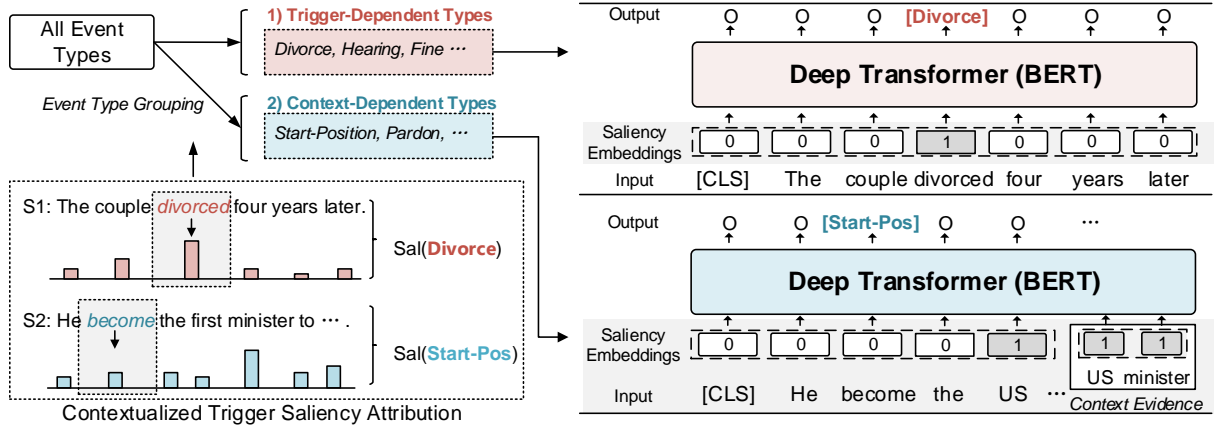 All Event
Types
Event Type Grouping
1) Trigger-Dependent Types
Divorce, Hearing, Fine ···
2) Context-Dependent Types
Start-Position, Pardon, ···
S1: The couple divorced four years later.
Sal(Divorce)
S2: He become the first minister to ··· .
Sal(Start-Pos)
Contextualized Trigger Saliency Attribution
Output O O O [Divorce] O O O
Deep Transformer (BERT)
Saliency
Embeddings
0 0 0 1 0 0 0
Input [CLS] The couple divorced four years later
Output O O [Start-Pos] O O ···
Deep Transformer (BERT)
Saliency
Embeddings
0 0 0 0 1 1 1
US minister
Input [CLS] He become the US ···
Context Evidence